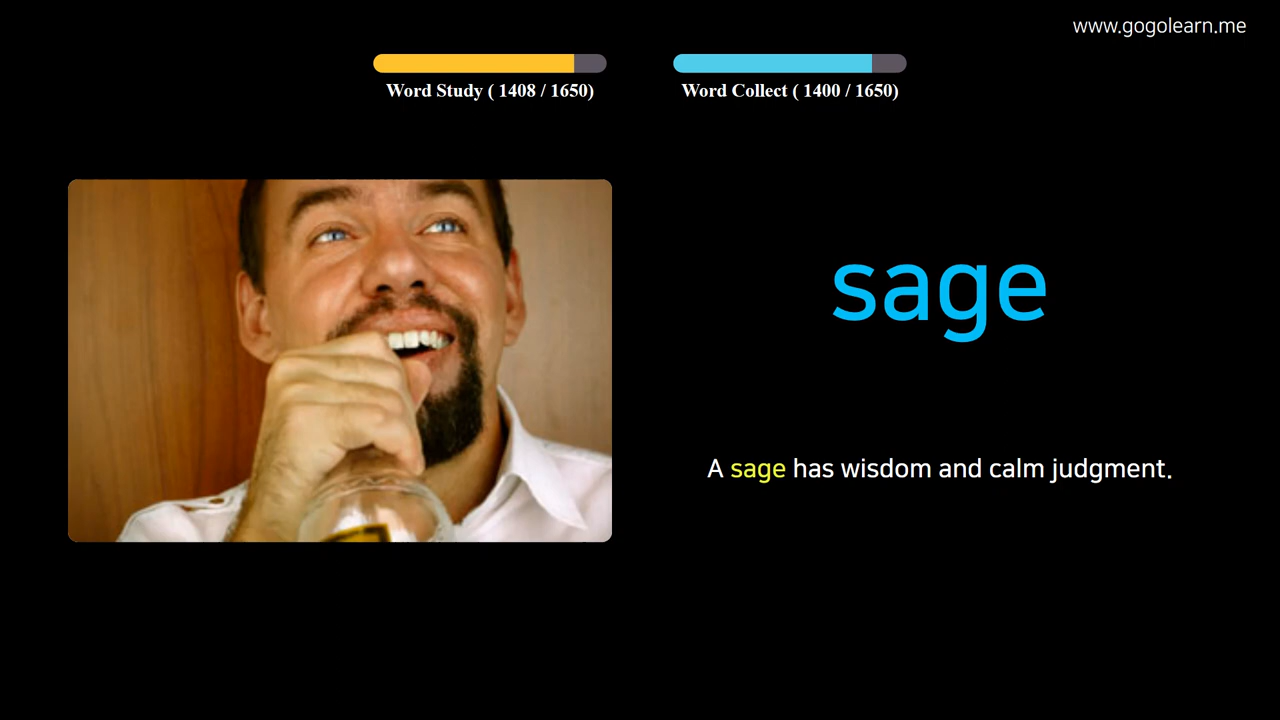 www.gogolearn.me
Word Study ( 1408 / 1650)
Word Collect ( 1400 / 1650)
sage
A sage has wisdom and calm judgment.